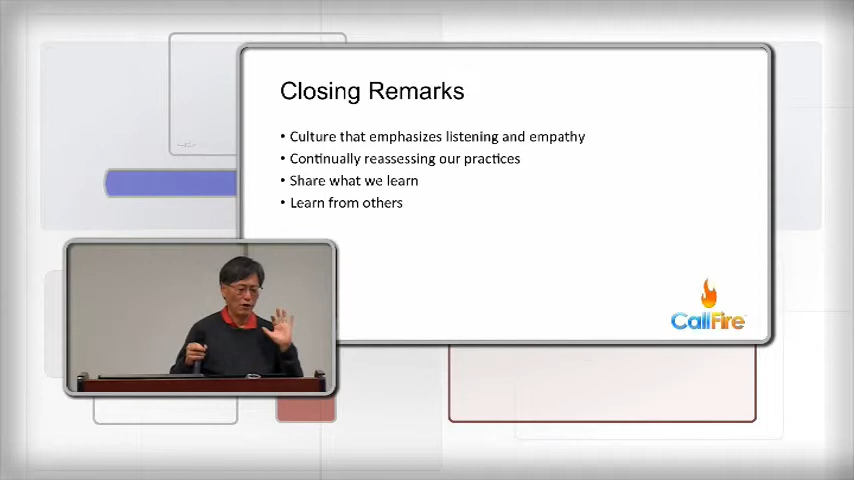 Closing Remarks
• Culture that emphasizes listening and empathy
• Continually reassessing our practices
• Share what we learn
• Learn from others
CallFire